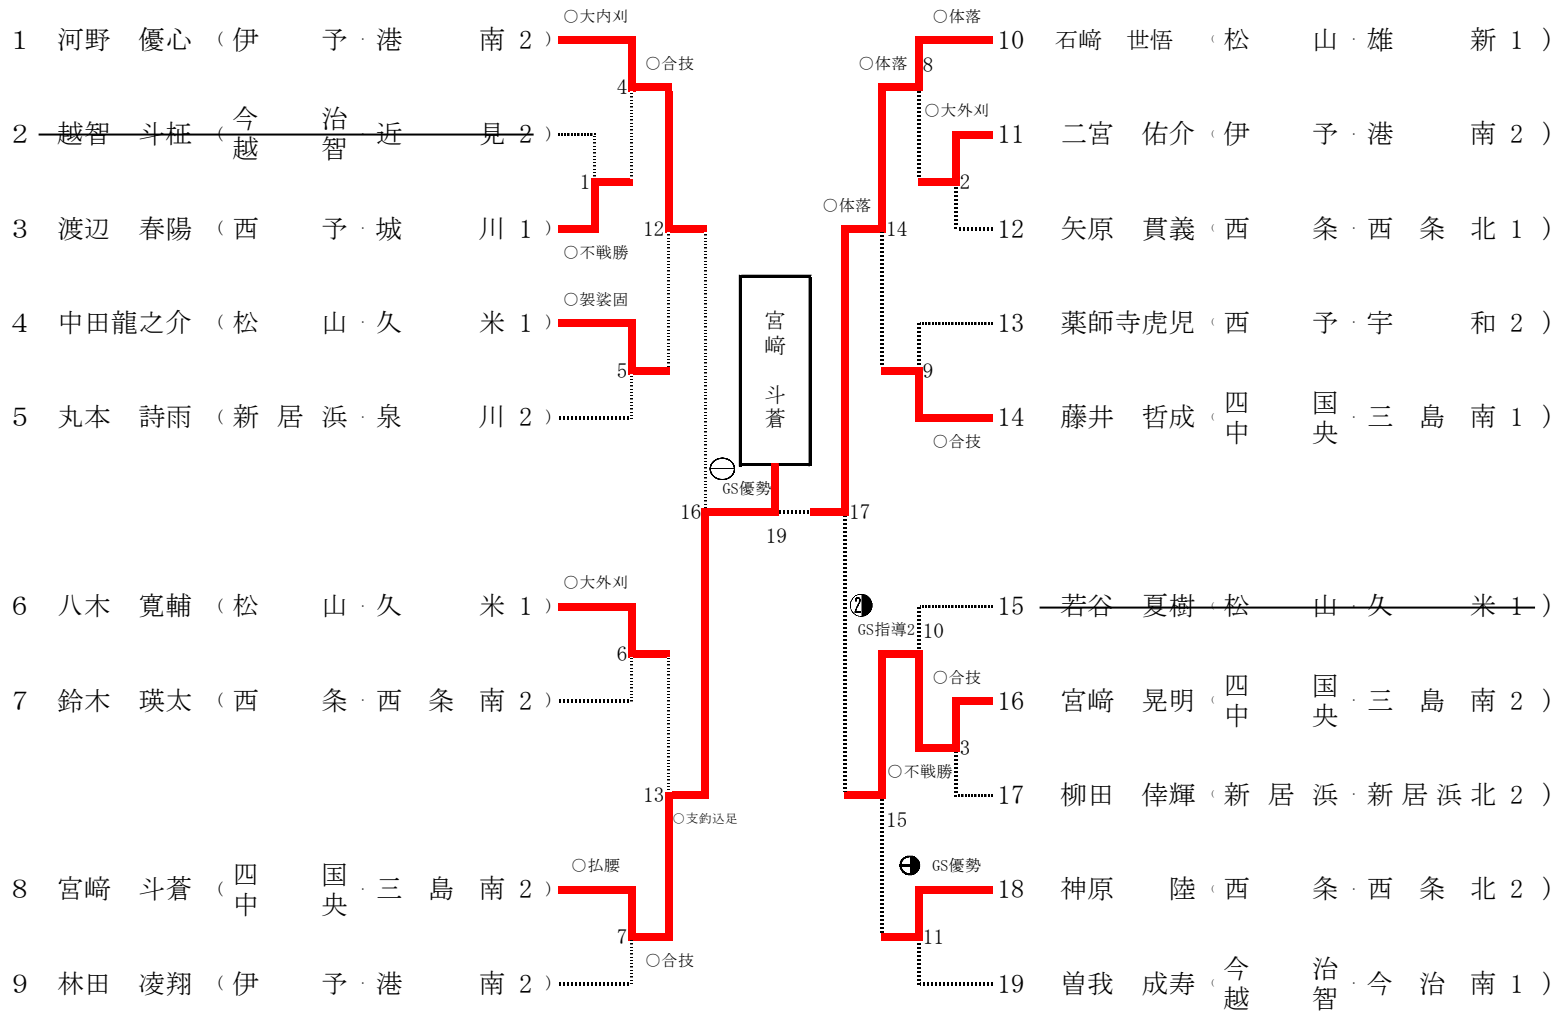 1 河野 優心 (伊予・港南2)
2 越智 斗柾 (今治越智・近見2)
3 渡辺 春陽 (西予・城川1)
4 中田龍之介 (松山・久米1)
5 丸本 詩雨 (新居浜・泉川2)
6 八木 寛輔 (松山・久米1)
7 鈴木 瑛太 (西条・西条南2)
8 宮﨑 斗蒼 (四国中央・三島南2)
9 林田 凌翔 (伊予・港南2)
○大内刈
4
○合技
1
○不戦勝
12
○袈裟固
5
16
○大外刈
6
13
○支釣込足
○払腰
7
○合技
宮﨑 斗蒼
GS優勢
19
○体落
8
○体落
○大外刈
2
○体落
14
9
○合技
17
②
GS指導2
10
○合技
3
○不戦勝
15
GS優勢
11
10 石﨑 世悟 (松山・雄新1)
11 二宮 佑介 (伊予・港南2)
12 矢原 貫義 (西条・西条北1)
13 薬師寺虎児 (西予・宇和2)
14 藤井 哲成 (四国中央・三島南1)
15 若谷 夏樹 (松山・久米1)
16 宮﨑 晃明 (四国中央・三島南2)
17 柳田 倖輝 (新居浜・新居浜北2)
18 神原 陸 (西条・西条北2)
19 曽我 成寿 (今治越智・今治南1)